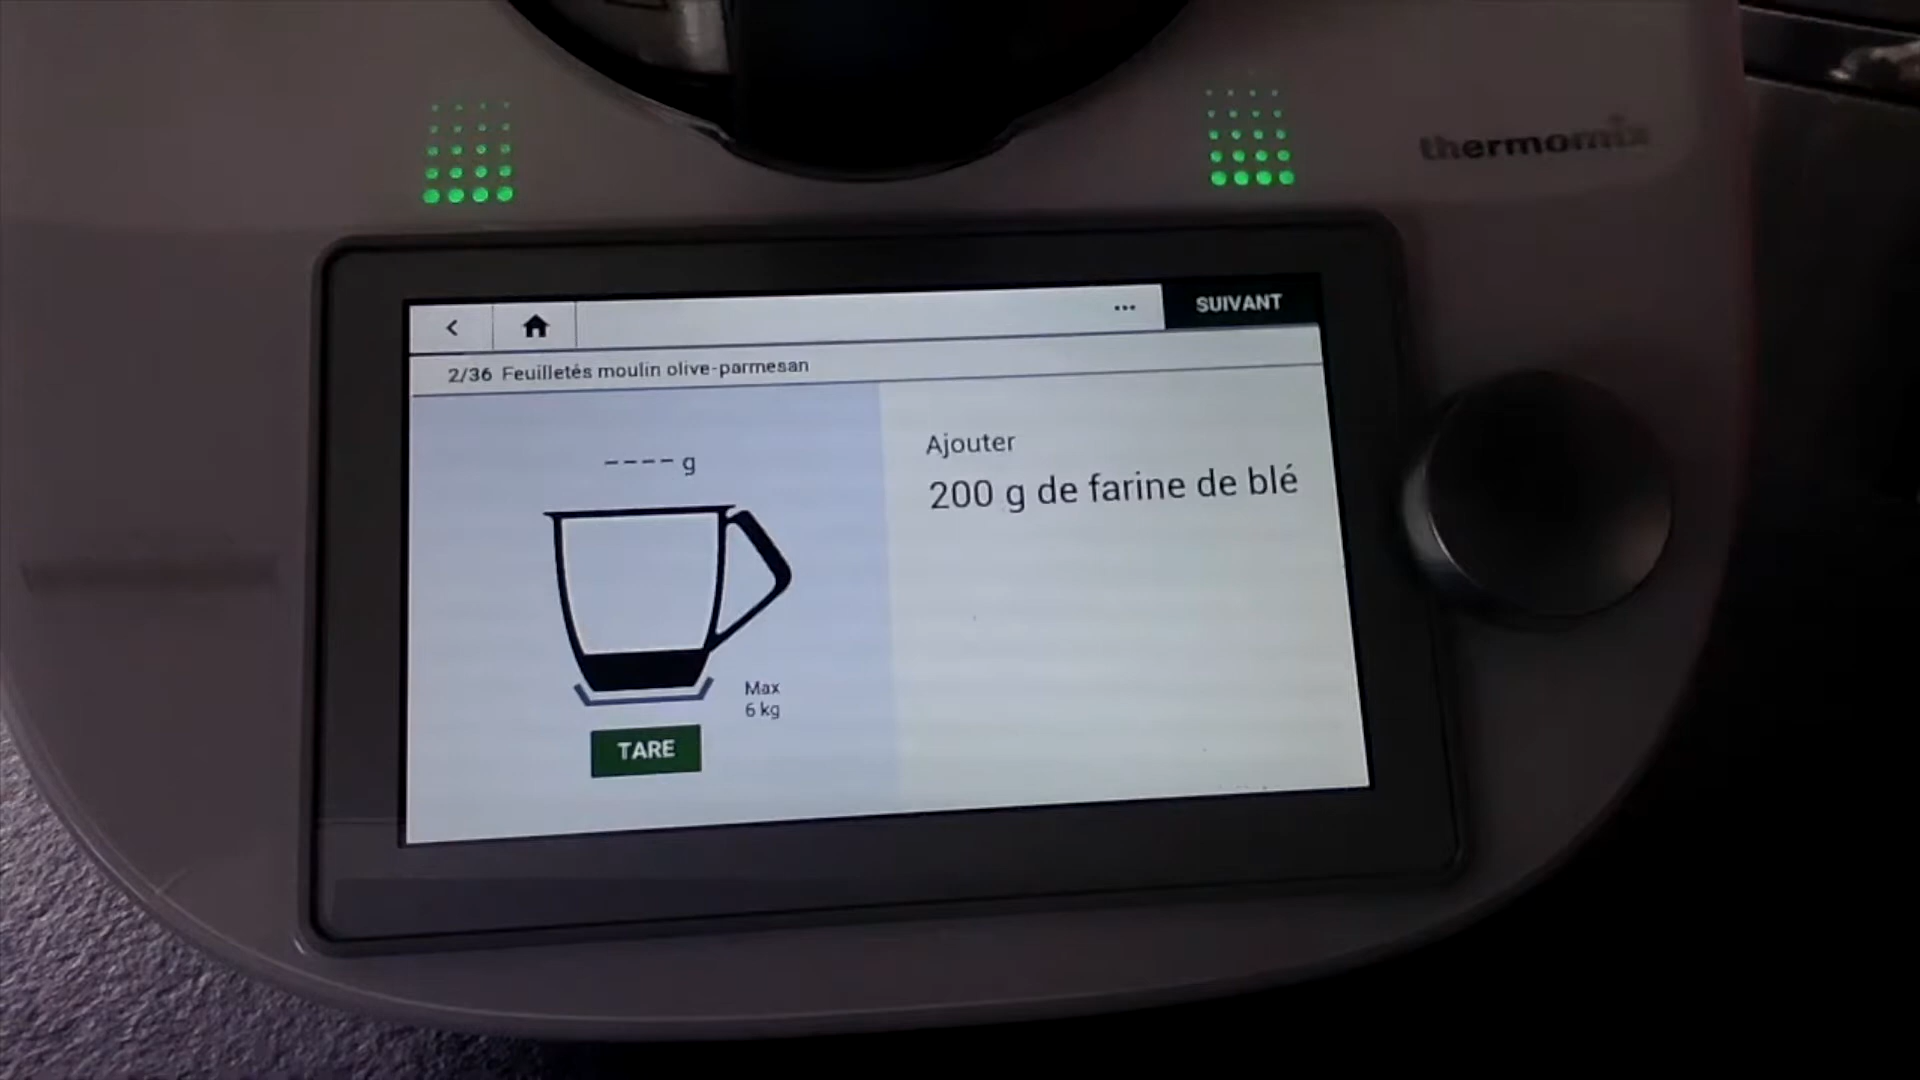 thermomix
SUIVANT
2/36 Feuilletés moulin olive-parmesan
---- g
Ajouter
200 g de farine de blé
Max
6 kg
TARE